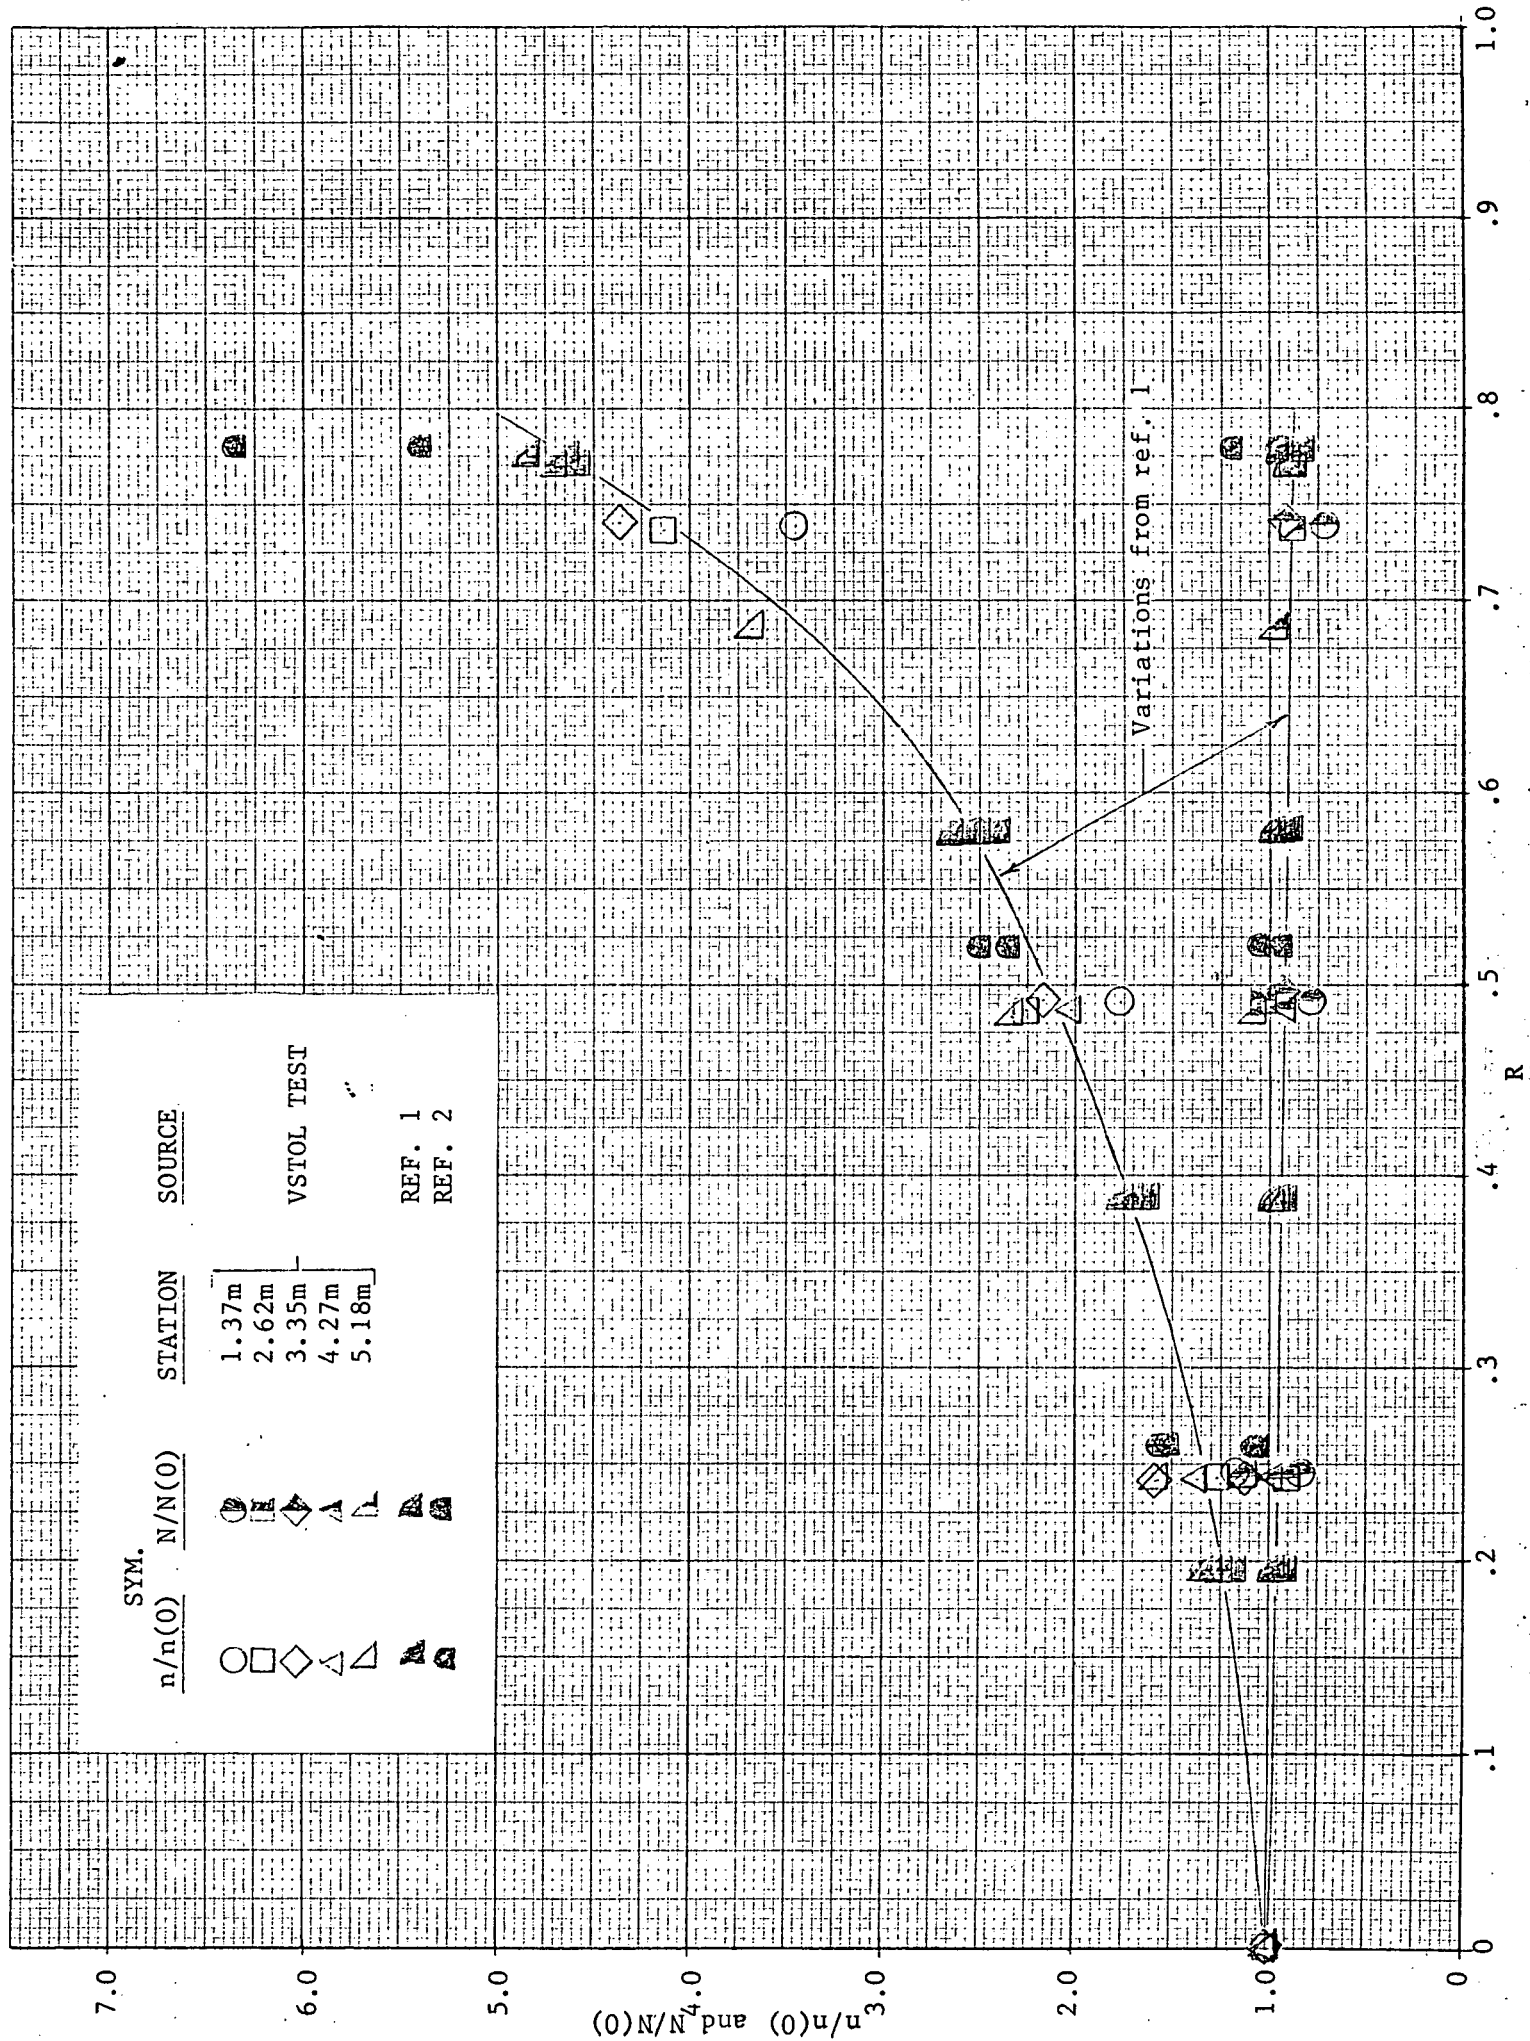 SYM.
n/n(0) N/N(0) STATION SOURCE
1.37m
2.62m
3.35m VSTOL TEST
4.27m
5.18m
REF. 1
REF. 2
Variations from ref. 1
n/n(0) and N/N(0)
7.0
6.0
5.0
4.0
3.0
2.0
1.0
0
0 .1 .2 .3 .4 .5 .6 .7 .8 .9 1.0
R